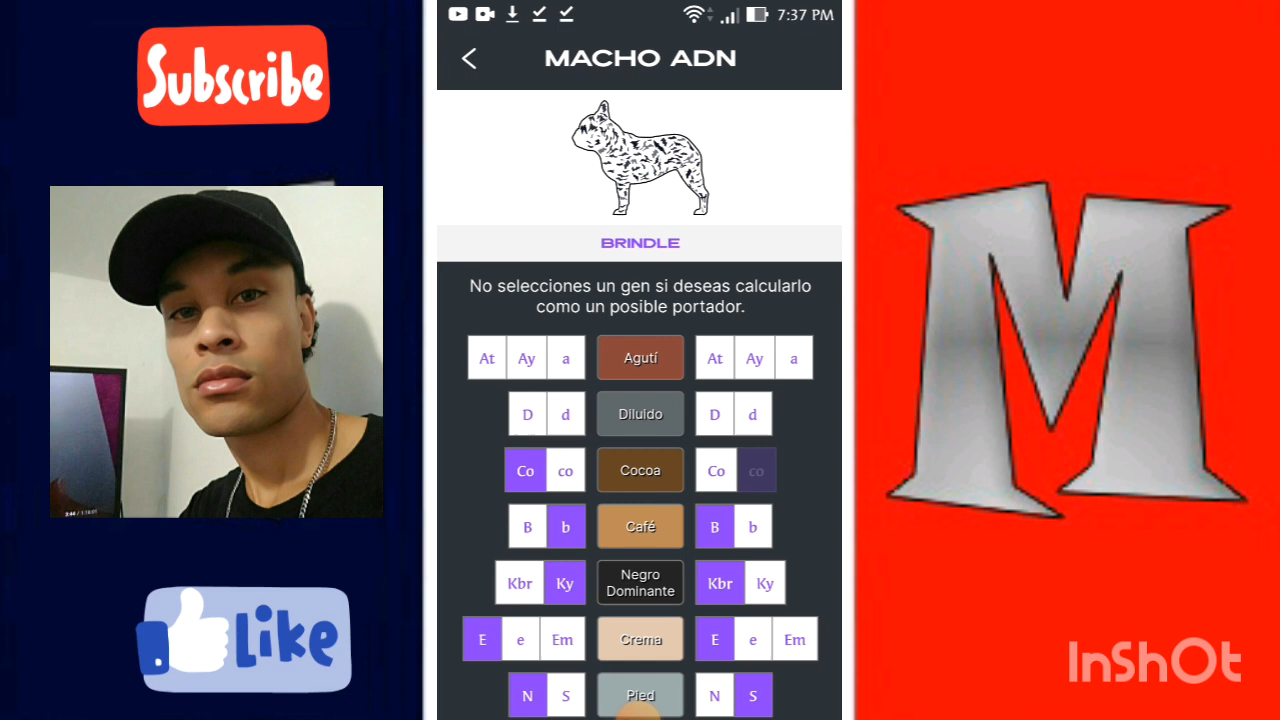 Subscribe
Like
7:37 PM
MACHO ADN
BRINDLE
No selecciones un gen si deseas calcularlo
como un posible portador.
At Ay a Agutí At Ay a
D d Diluido D d
Co co Cocoa Co co
B b Café B b
Kbr Ky Negro Dominante Kbr Ky
E e Em Crema E e Em
N S Pied N S
M
InShOt